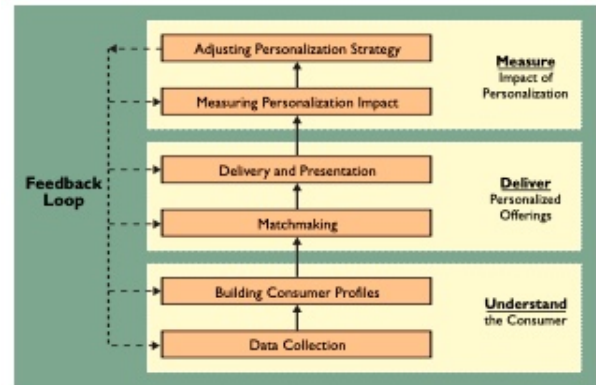 Adjusting Personalization Strategy
Measuring Personalization Impact
Measure
Impact of
Personalization
Delivery and Presentation
Matchmaking
Deliver
Personalized
Offerings
Feedback
Loop
Building Consumer Profiles
Data Collection
Understand
the Consumer